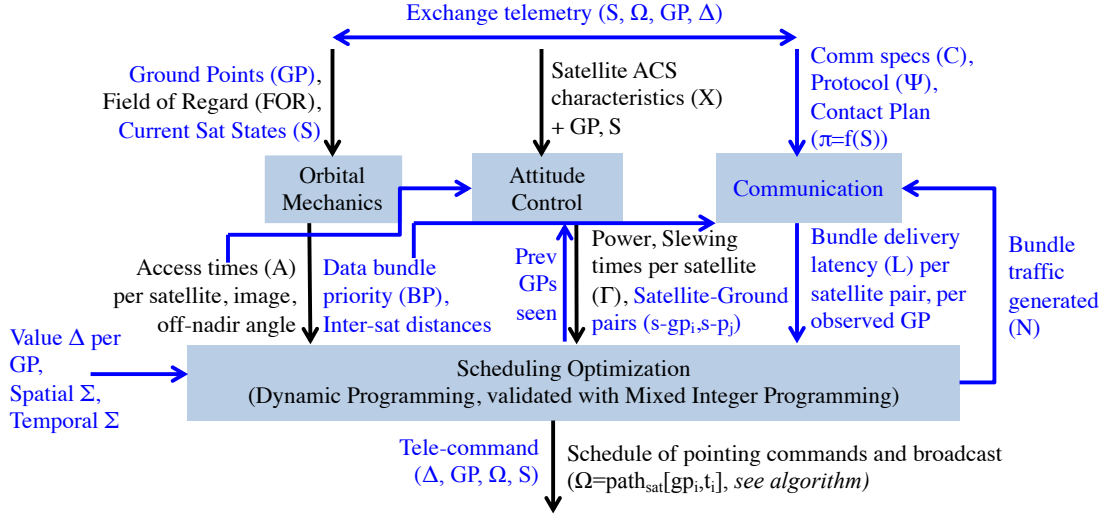 Exchange telemetry (S, Ω, GP, Δ)
Ground Points (GP),
Field of Regard (FOR),
Current Sat States (S)
Satellite ACS
characteristics (X)
+ GP, S
Comm specs (C),
Protocol (Ψ),
Contact Plan
(π=f(S))
Orbital
Mechanics
Attitude
Control
Communication
Access times (A)
per satellite, image,
off-nadir angle
Data bundle
priority (BP),
Inter-sat distances
Prev
GPs
seen
Power, Slewing
times per satellite
(Γ), Satellite-Ground
pairs (s-gpᵢ,s-pⱼ)
Bundle delivery
latency (L) per
satellite pair, per
observed GP
Bundle
traffic
generated
(N)
Value Δ per
GP,
Spatial Σ,
Temporal Σ
Scheduling Optimization
(Dynamic Programming, validated with Mixed Integer Programming)
Tele-command
(Δ, GP, Ω, S)
Schedule of pointing commands and broadcast
(Ω=path_sat[gpᵢ,tᵢ], see algorithm)